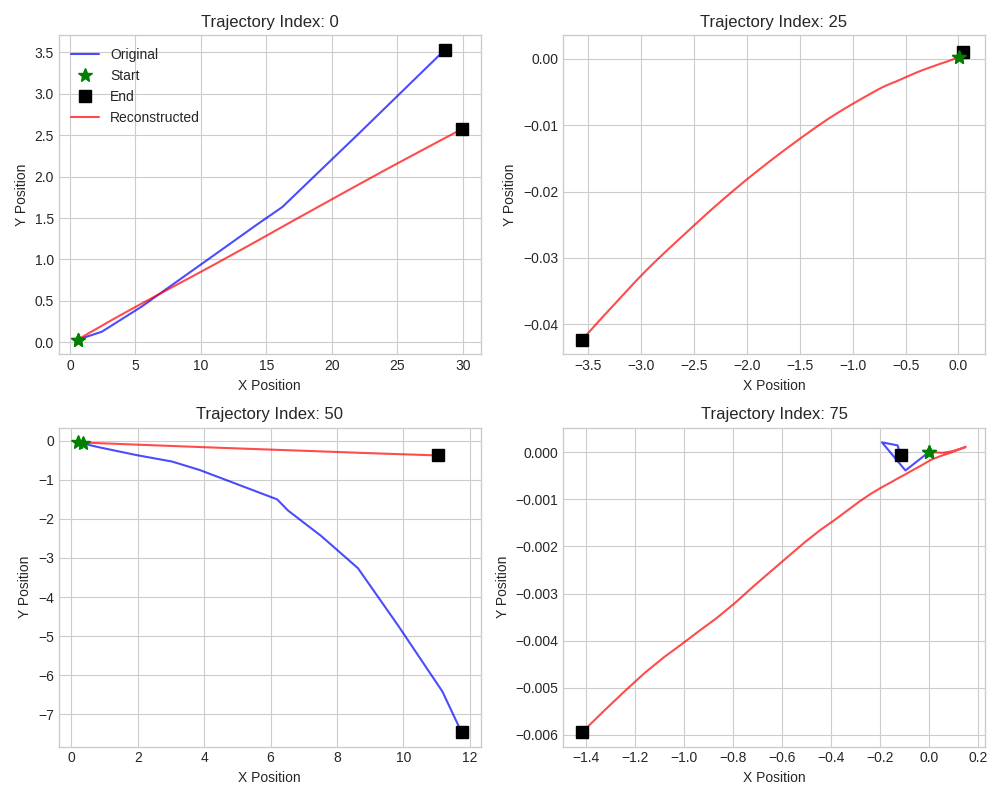 Trajectory Index: 0
Original
Start
End
Reconstructed
3.5
3.0
2.5
2.0
1.5
1.0
0.5
0.0
Y Position
0 5 10 15 20 25 30
X Position
Trajectory Index: 25
0.00
−0.01
−0.02
−0.03
−0.04
Y Position
−3.5 −3.0 −2.5 −2.0 −1.5 −1.0 −0.5 0.0
X Position
Trajectory Index: 50
0
−1
−2
−3
−4
−5
−6
−7
Y Position
0 2 4 6 8 10 12
X Position
Trajectory Index: 75
0.000
−0.001
−0.002
−0.003
−0.004
−0.005
−0.006
Y Position
−1.4 −1.2 −1.0 −0.8 −0.6 −0.4 −0.2 0.0 0.2
X Position